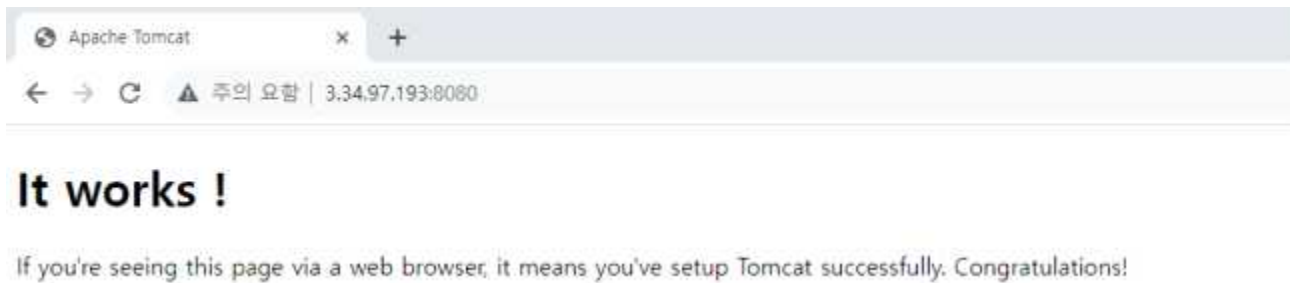 Apache Tomcat
주의 요함 | 3.34.97.193:8080
It works !
If you're seeing this page via a web browser, it means you've setup Tomcat successfully. Congratulations!